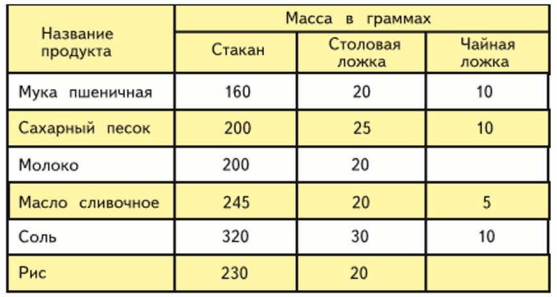 Название продукта Масса в граммах
Стакан Столовая ложка Чайная ложка
Мука пшеничная 160 20 10
Сахарный песок 200 25 10
Молоко 200 20
Масло сливочное 245 20 5
Соль 320 30 10
Рис 230 20